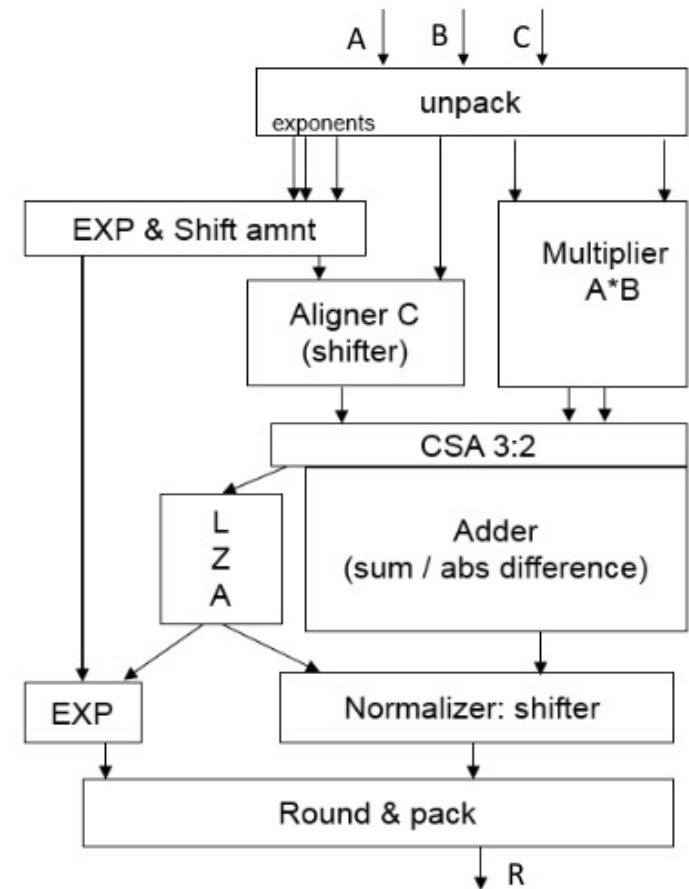 A B C
unpack
exponents
EXP & Shift amnt
Multiplier
A*B
Aligner C
(shifter)
CSA 3:2
L
Z
A
Adder
(sum / abs difference)
EXP
Normalizer: shifter
Round & pack
R